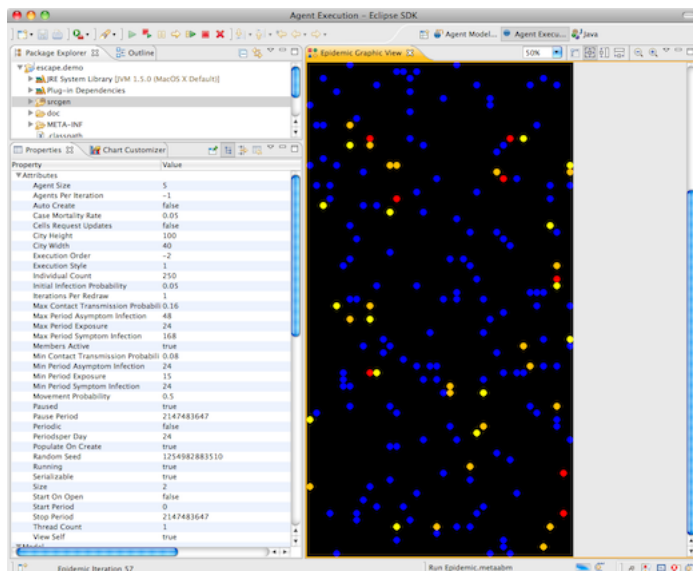 Agent Execution - Eclipse SDK
Agent Model... Agent Execu... Java
Package Explorer Outline
Epidemic Graphic View 50%
escape.demo
JRE System Library [JVM 1.5.0 (MacOS X Default)]
Plug-in Dependencies
srcgen
doc
META-INF
.classpath
Properties Chart Customizer
Property Value
Attributes
Agent Size 5
Agents Per Iteration -1
Auto Create false
Case Mortality Rate 0.05
Cells Request Updates false
City Height 100
City Width 40
Execution Order -2
Execution Style 1
Individual Count 250
Initial Infection Probability 0.05
Iterations Per Redraw 1
Max Contact Transmission Probabili 0.16
Max Period Asymptom Infection 48
Max Period Exposure 24
Max Period Symptom Infection 168
Members Active true
Min Contact Transmission Probabili 0.08
Min Period Asymptom Infection 24
Min Period Exposure 15
Min Period Symptom Infection 24
Movement Probability 0.5
Paused true
Pause Period 2147483647
Periodic false
Periodsper Day 24
Populate On Create true
Random Seed 1254982883510
Running true
Serializable true
Size 2
Start On Open false
Start Period 0
Stop Period 2147483647
Thread Count 1
View Self true
Model
Epidemic Iteration 57 Run Epidemic.metaabm